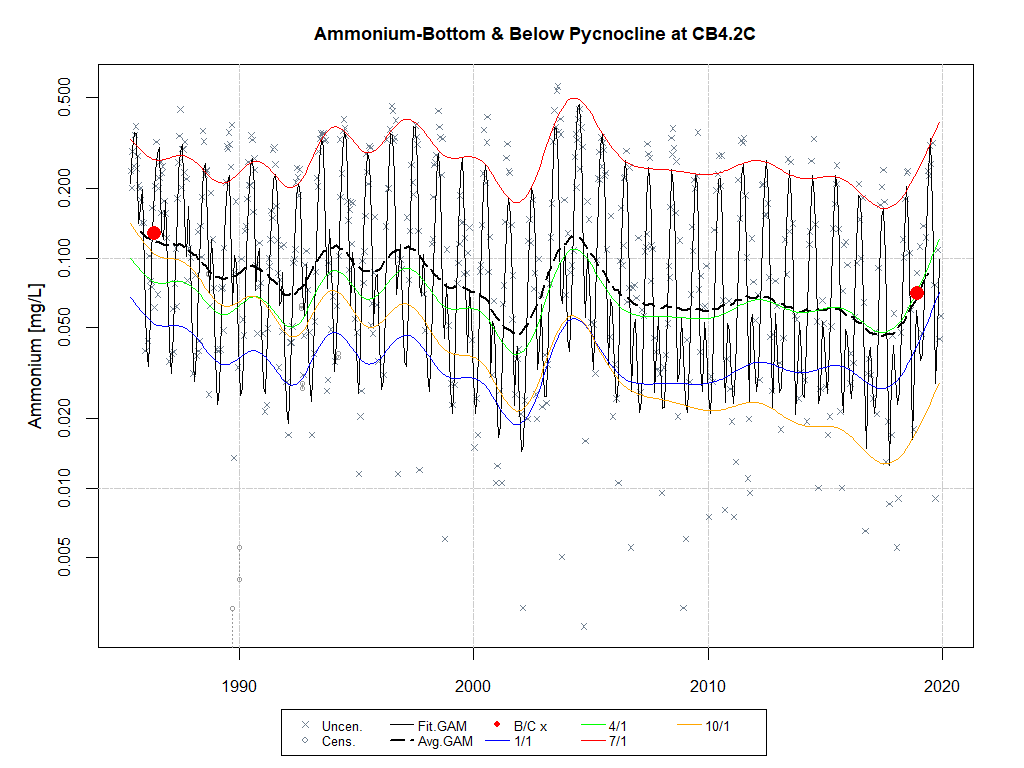 Ammonium-Bottom & Below Pycnocline at CB4.2C
Ammonium [mg/L]
0.500
0.200
0.100
0.050
0.020
0.010
0.005
1990 2000 2010 2020
Uncen. Fit.GAM B/C x 4/1 10/1
Cens. Avg.GAM 1/1 7/1